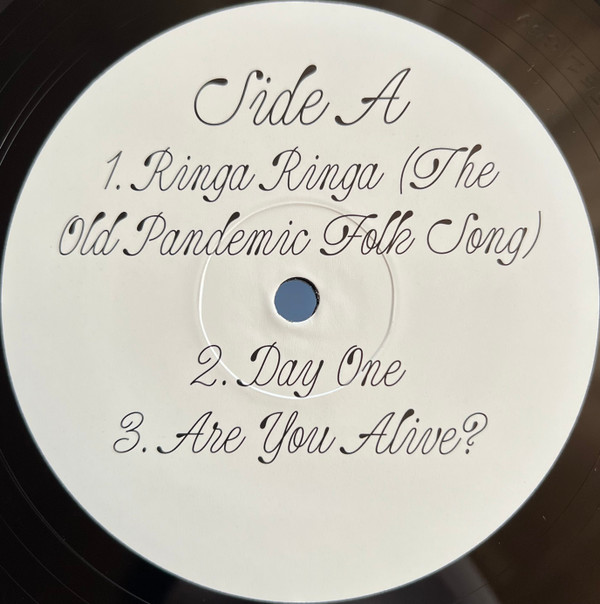 Side A
1. Ringa Ringa (The
Old Pandemic Folk Song)
2. Day One
3. Are You Alive?